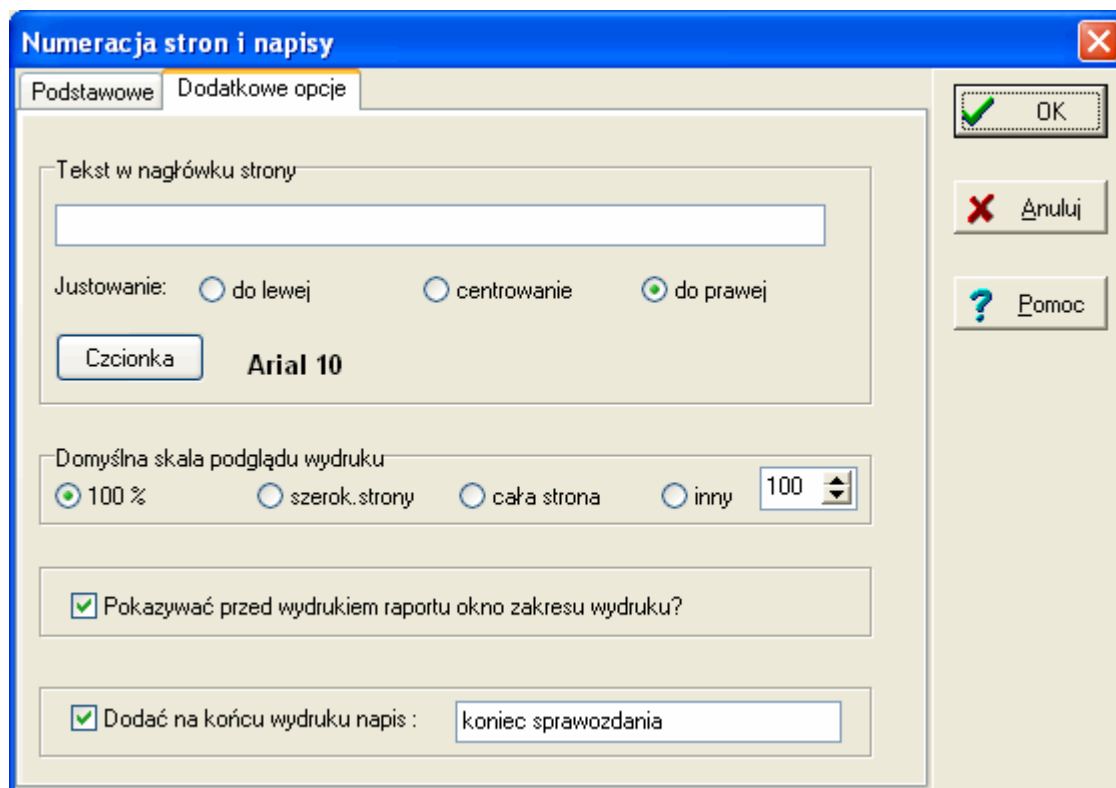 Numeracja stron i napisy
Podstawowe Dodatkowe opcje
OK
Tekst w nagłówku strony
Anuluj
Justowanie: do lewej centrowanie do prawej
Pomoc
Czcionka Arial 10
Domyślna skala podglądu wydruku
100 % szerok.strony cała strona inny 100
Pokazywać przed wydrukiem raportu okno zakresu wydruku?
Dodać na końcu wydruku napis : koniec sprawozdania